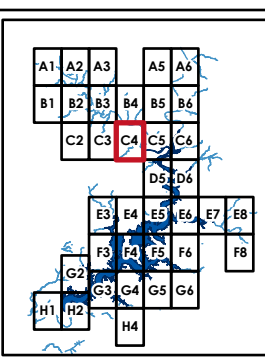 A1 A2 A3 A5 A6
B1 B2 B3 B4 B5 B6
C2 C3 C4 C5 C6
D5 D6
E3 E4 E5 E6 E7 E8
F3 F4 F5 F6 F8
G2
G3 G4 G5 G6
H1 H2
H4